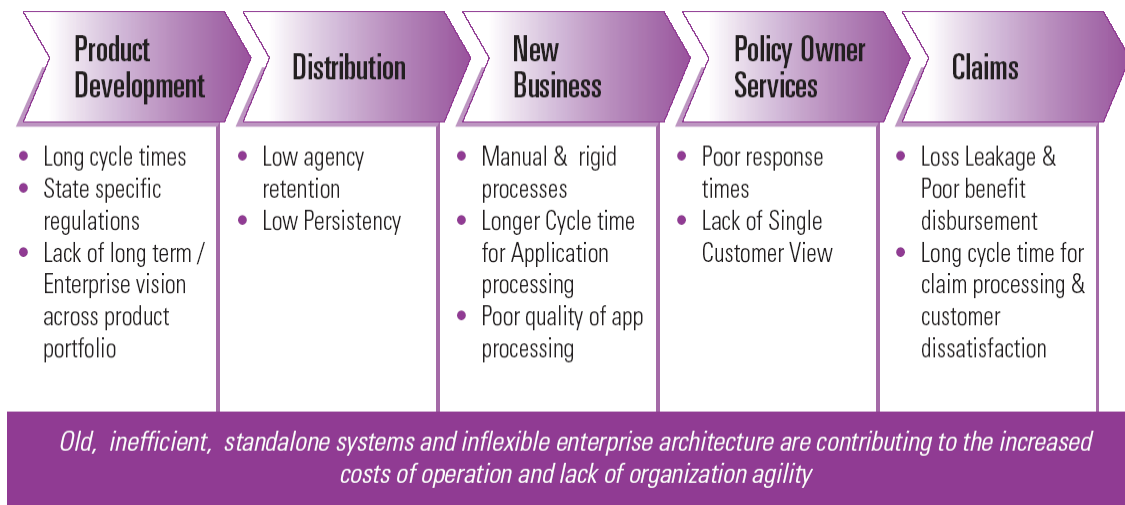 Product
Development
Distribution
New
Business
Policy Owner
Services
Claims
• Long cycle times
• State specific
regulations
• Lack of long term /
Enterprise vision
across product
portfolio
• Low agency
retention
• Low Persistency
• Manual & rigid
processes
• Longer Cycle time
for Application
processing
• Poor quality of app
processing
• Poor response
times
• Lack of Single
Customer View
• Loss Leakage &
Poor benefit
disbursement
• Long cycle time for
claim processing &
customer
dissatisfaction
Old, inefficient, standalone systems and inflexible enterprise architecture are contributing to the increased
costs of operation and lack of organization agility